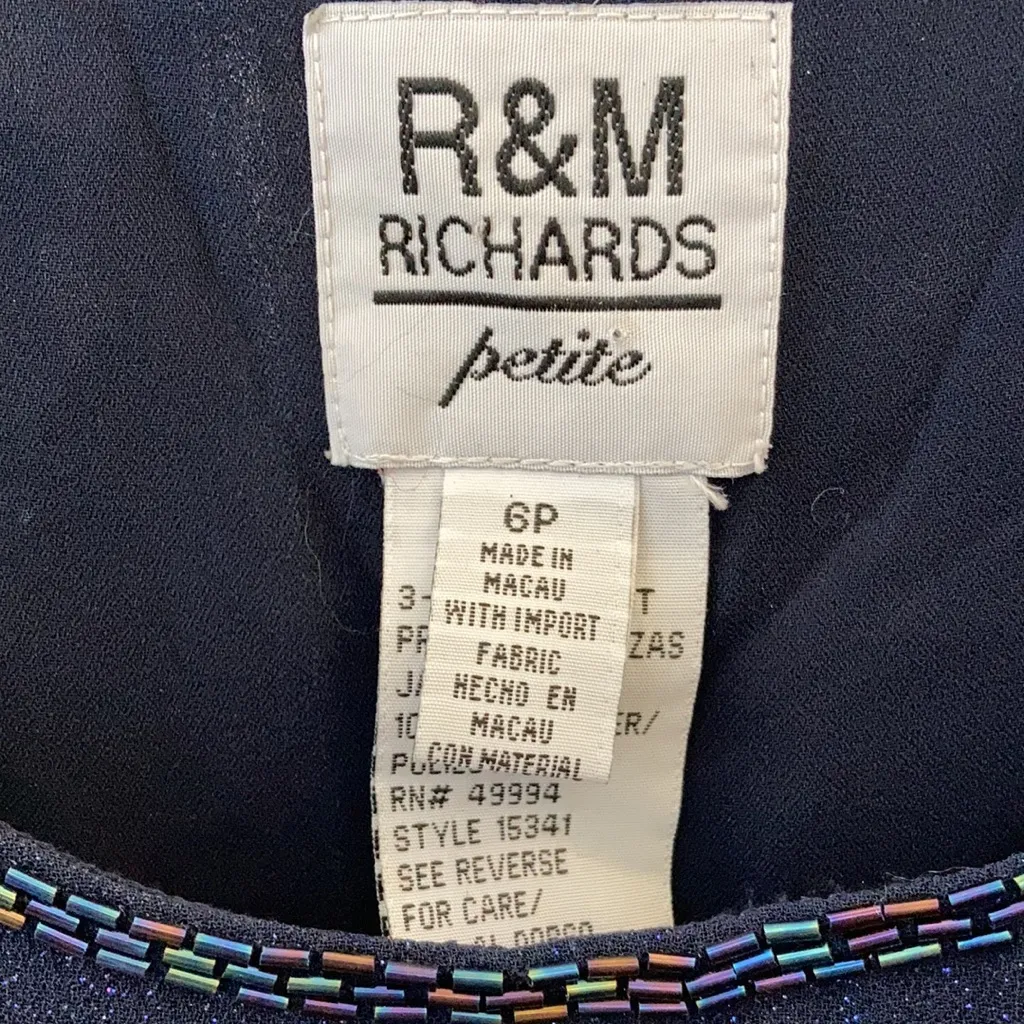 R&M
RICHARDS
petite
6P
MADE IN
MACAU
WITH IMPORT
FABRIC
HECHO EN
MACAU
CON MATERIAL
RN# 49994
STYLE 15341
SEE REVERSE
FOR CARE/